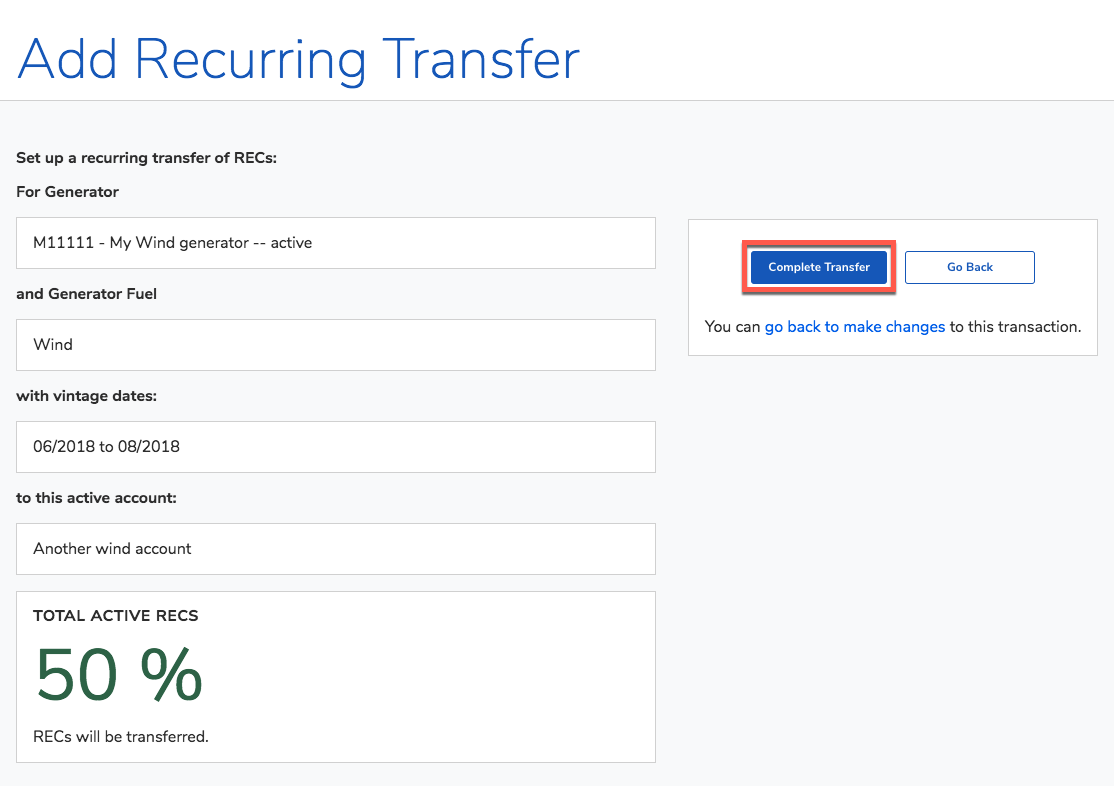 Add Recurring Transfer
Set up a recurring transfer of RECs:
For Generator
M11111 - My Wind generator -- active
and Generator Fuel
Wind
with vintage dates:
06/2018 to 08/2018
to this active account:
Another wind account
TOTAL ACTIVE RECS
50 %
RECs will be transferred.
Complete Transfer
Go Back
You can go back to make changes to this transaction.